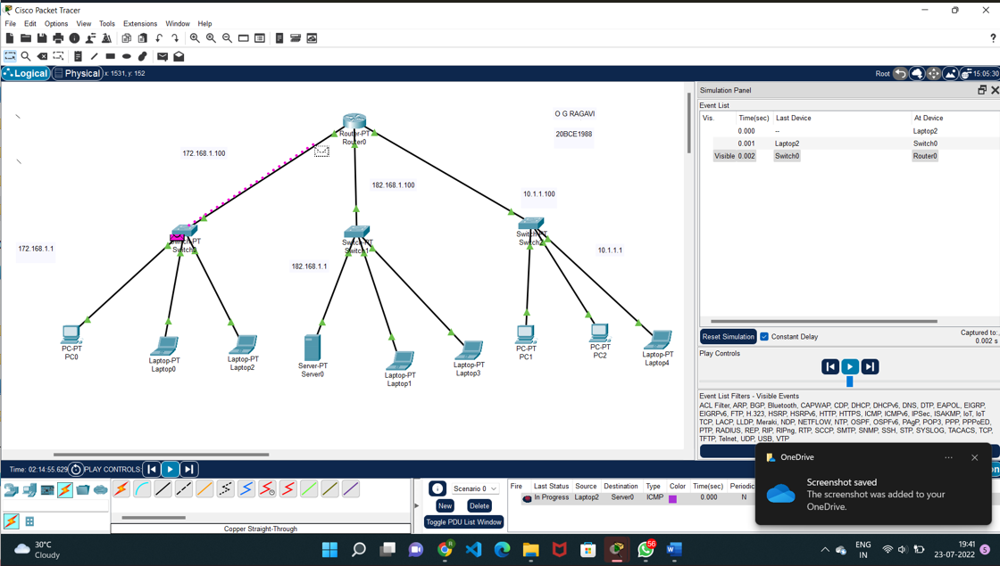 Cisco Packet Tracer
File Edit Options View Tools Extensions Window Help
Logical Physical x: 1531, y: 152 Root 15:05:30
O G RAGAVI
20BCE1988
Router-PT
Router0
172.168.1.100
182.168.1.100
10.1.1.100
Switch-PT
Switch0
Switch-PT
Switch1
Switch-PT
172.168.1.1
182.168.1.1
10.1.1.1
PC-PT
PC0
Laptop-PT
Laptop0
Laptop-PT
Laptop2
Server-PT
Server0
Laptop-PT
Laptop1
Laptop-PT
Laptop3
PC-PT
PC1
PC-PT
PC2
Laptop-PT
Laptop4
Simulation Panel
Event List
Vis. Time(sec) Last Device At Device
0.000 -- Laptop2
0.001 Laptop2 Switch0
Visible 0.002 Switch0 Router0
Reset Simulation Constant Delay Captured to:
0.002 s
Play Controls
Event List Filters - Visible Events
ACL Filter, ARP, BGP, Bluetooth, CAPWAP, CDP, DHCP, DHCPv6, DNS, DTP, EAPOL, EIGRP,
EIGRPv6, FTP, H.323, HSRP, HSRPv6, HTTP, HTTPS, ICMP, ICMPv6, IPSec, ISAKMP, IoT, IoT
TCP, LACP, LLDP, Meraki, NDP, NETFLOW, NTP, OSPF, OSPFv6, PAgP, POP3, PPP, PPPoED,
PTP, RADIUS, REP, RIP, RIPng, RTP, SCCP, SMTP, SNMP, SSH, STP, SYSLOG, TACACS, TCP,
TFTP, Telnet, UDP, USB, VTP
Time: 02:14:55.629 PLAY CONTROLS:
Copper Straight-Through
Scenario 0
New Delete
Toggle PDU List Window
Fire Last Status Source Destination Type Color Time(sec) Periodic
In Progress Laptop2 Server0 ICMP 0.000 N
OneDrive
Screenshot saved
The screenshot was added to your
OneDrive.
30°C
Cloudy
56
ENG
IN
19:41
23-07-2022
5